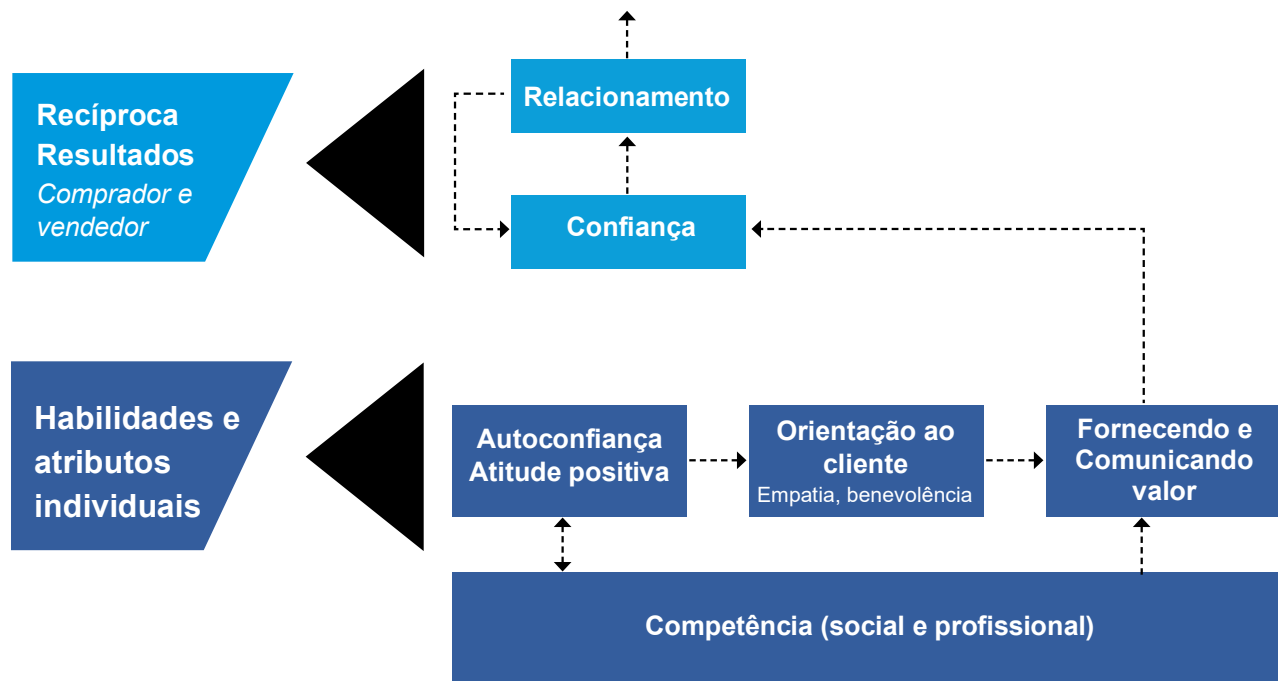 Recíproca
Resultados
Comprador e
vendedor
Relacionamento
Confiança
Habilidades e
atributos
individuais
Autoconfiança
Atitude positiva
Orientação ao
cliente
Empatia, benevolência
Fornecendo e
Comunicando
valor
Competência (social e profissional)